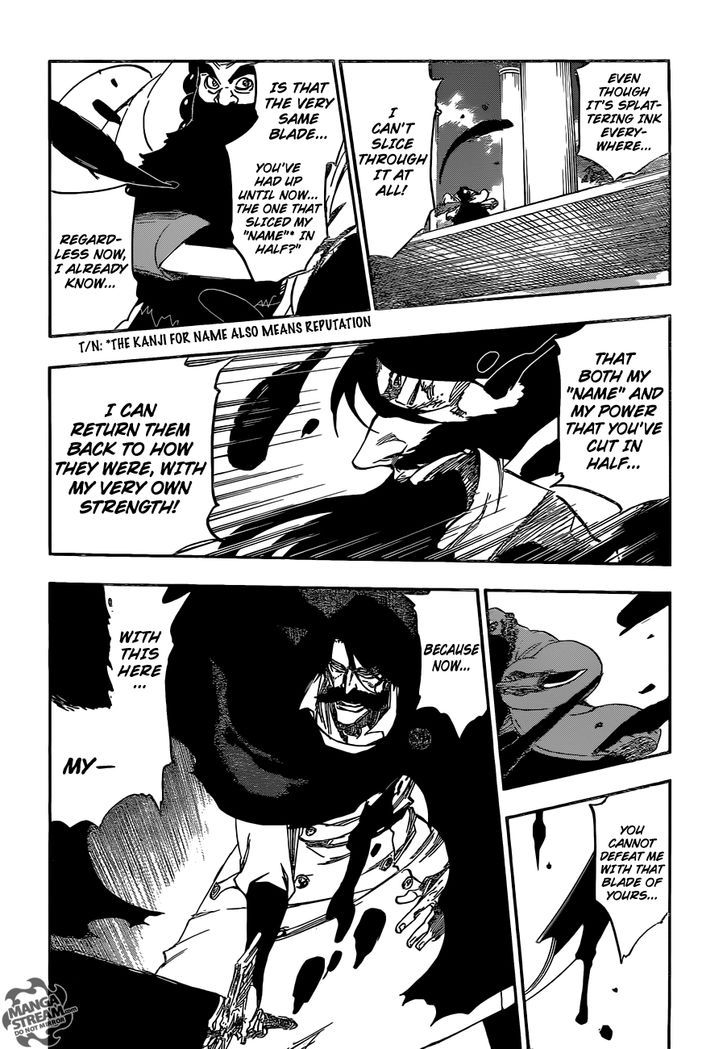 EVEN
THOUGH
IT'S SPLAT-
TERING INK
EVERY-
WHERE...
I
CAN'T
SLICE
THROUGH
IT AT
ALL!
IS THAT
THE VERY
SAME
BLADE...
YOU'VE
HAD UP
UNTIL NOW...
THE ONE THAT
SLICED MY
"NAME"* IN
HALF?"
REGARD-
LESS NOW,
I ALREADY
KNOW...
T/N: *THE KANJI FOR NAME ALSO MEANS REPUTATION
THAT
BOTH MY
"NAME" AND
MY POWER
THAT YOU'VE
CUT IN
HALF...
I CAN
RETURN THEM
BACK TO HOW
THEY WERE, WITH
MY VERY OWN
STRENGTH!
YOU
CANNOT
DEFEAT ME
WITH THAT
BLADE OF
YOURS...
BECAUSE
NOW...
WITH
THIS
HERE...
MY—
MANGA
STREAM.COM
DO NOT MIRROR